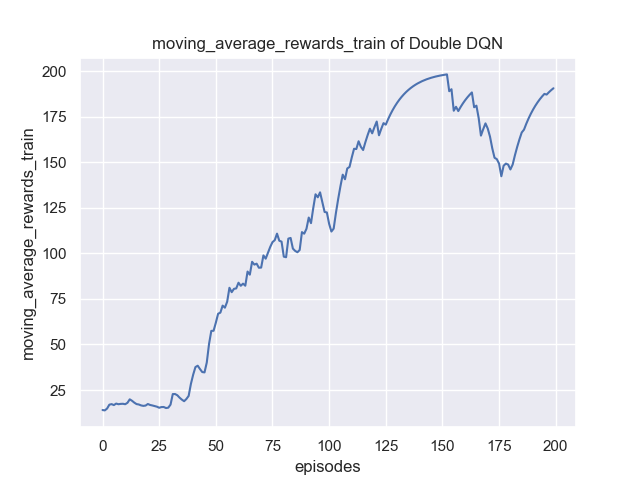 moving_average_rewards_train of Double DQN
moving_average_rewards_train
200
175
150
125
100
75
50
25
0 25 50 75 100 125 150 175 200
episodes